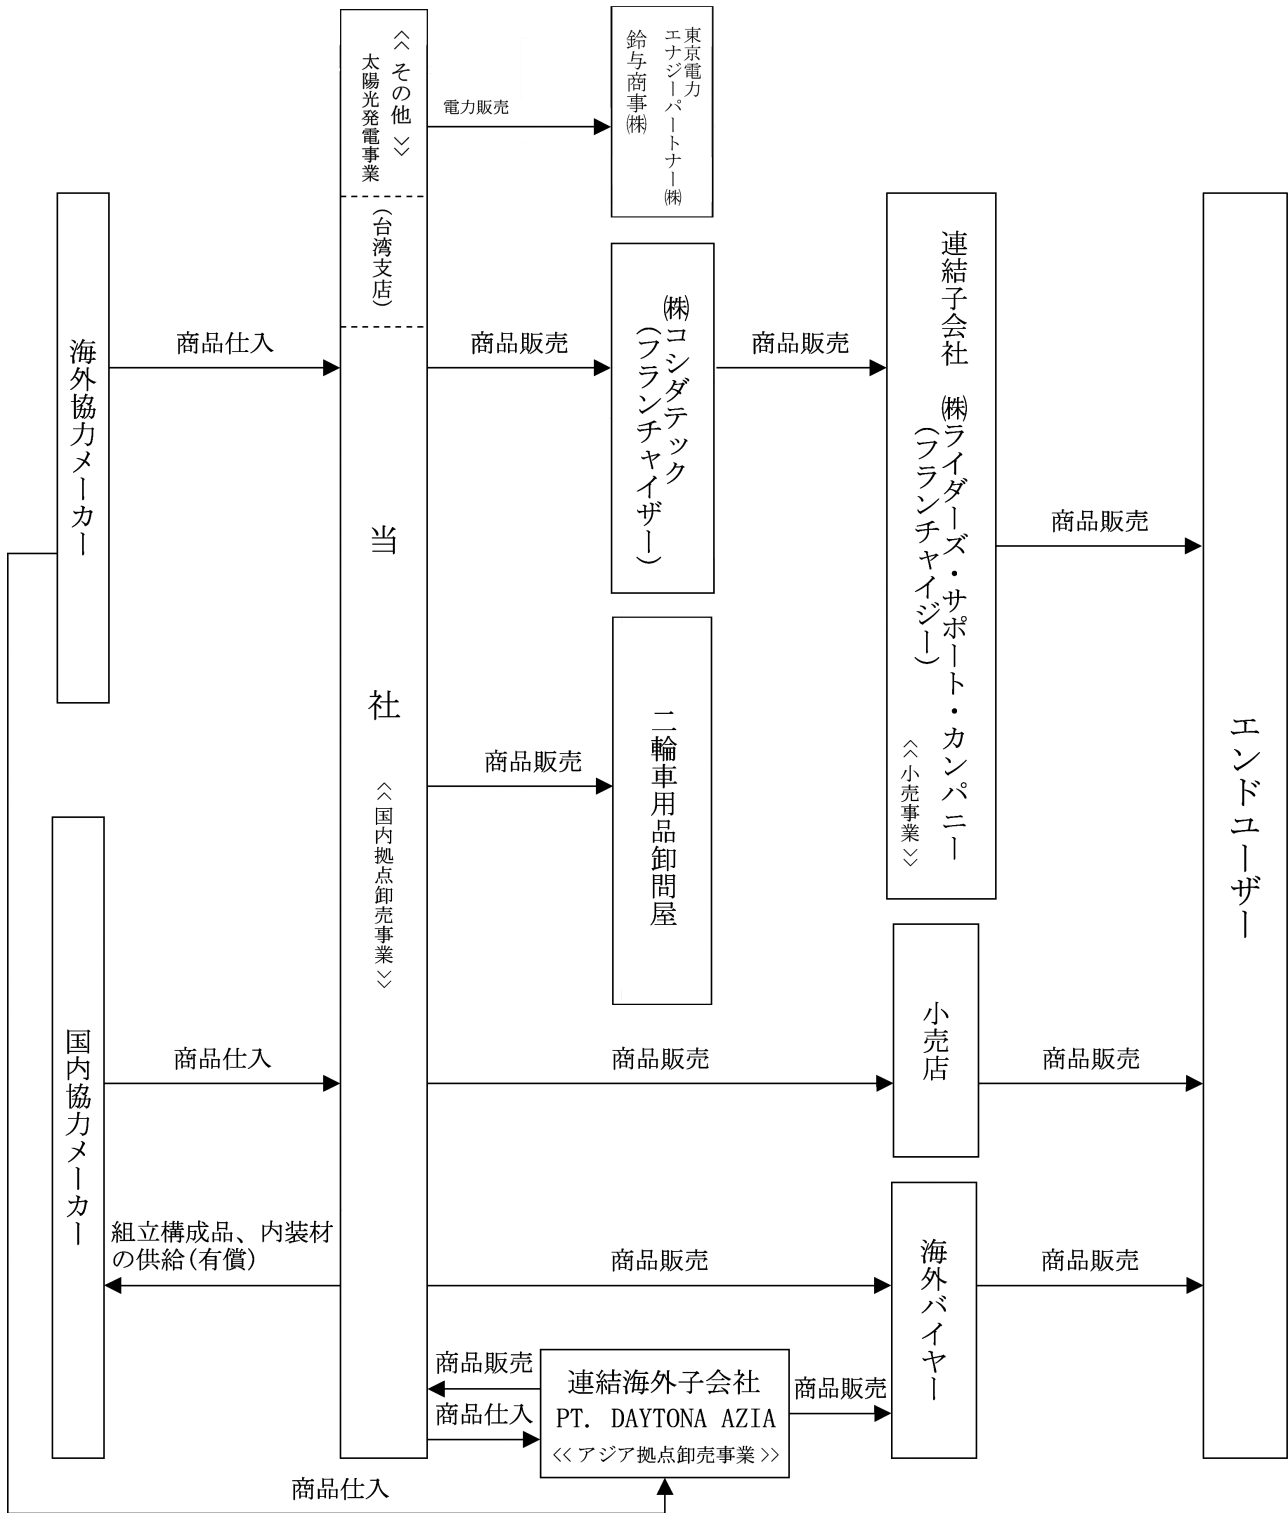 海外協力メーカー
国内協力メーカー
商品仕入
商品仕入
組立構成品、内装材
の供給(有償)
商品仕入
<<その他>>
太陽光発電事業
(台湾支店)
当社
<<国内拠点卸売事業>>
電力販売
商品販売
商品販売
商品販売
商品販売
商品販売
商品仕入
東京電力
エナジーパートナー㈱
鈴与商事㈱
㈱コシダテック
(フランチャイザー)
二輪車用品卸問屋
連結海外子会社
PT. DAYTONA AZIA
<<アジア拠点卸売事業>>
商品販売
商品販売
連結子会社 ㈱ライダーズ・サポート・カンパニー
(フランチャイジー)
<<小売事業>>
小売店
海外バイヤー
商品販売
商品販売
商品販売
エンドユーザー